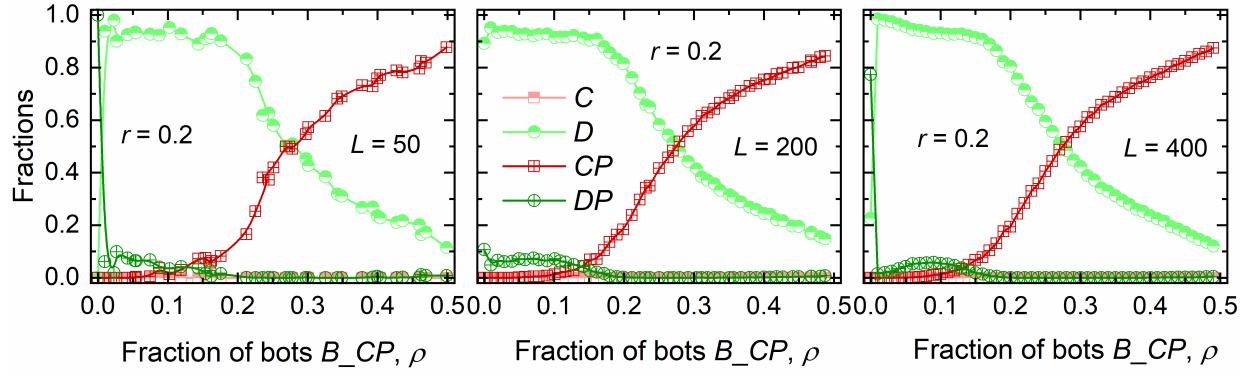 1.0
0.8
0.6
0.4
0.2
0.0
Fractions
r = 0.2
L = 50
0.0 0.1 0.2 0.3 0.4 0.5
Fraction of bots B_CP, ρ
r = 0.2
C
D
CP
DP
L = 200
0.0 0.1 0.2 0.3 0.4 0.5
Fraction of bots B_CP, ρ
r = 0.2
L = 400
0.0 0.1 0.2 0.3 0.4 0.5
Fraction of bots B_CP, ρ